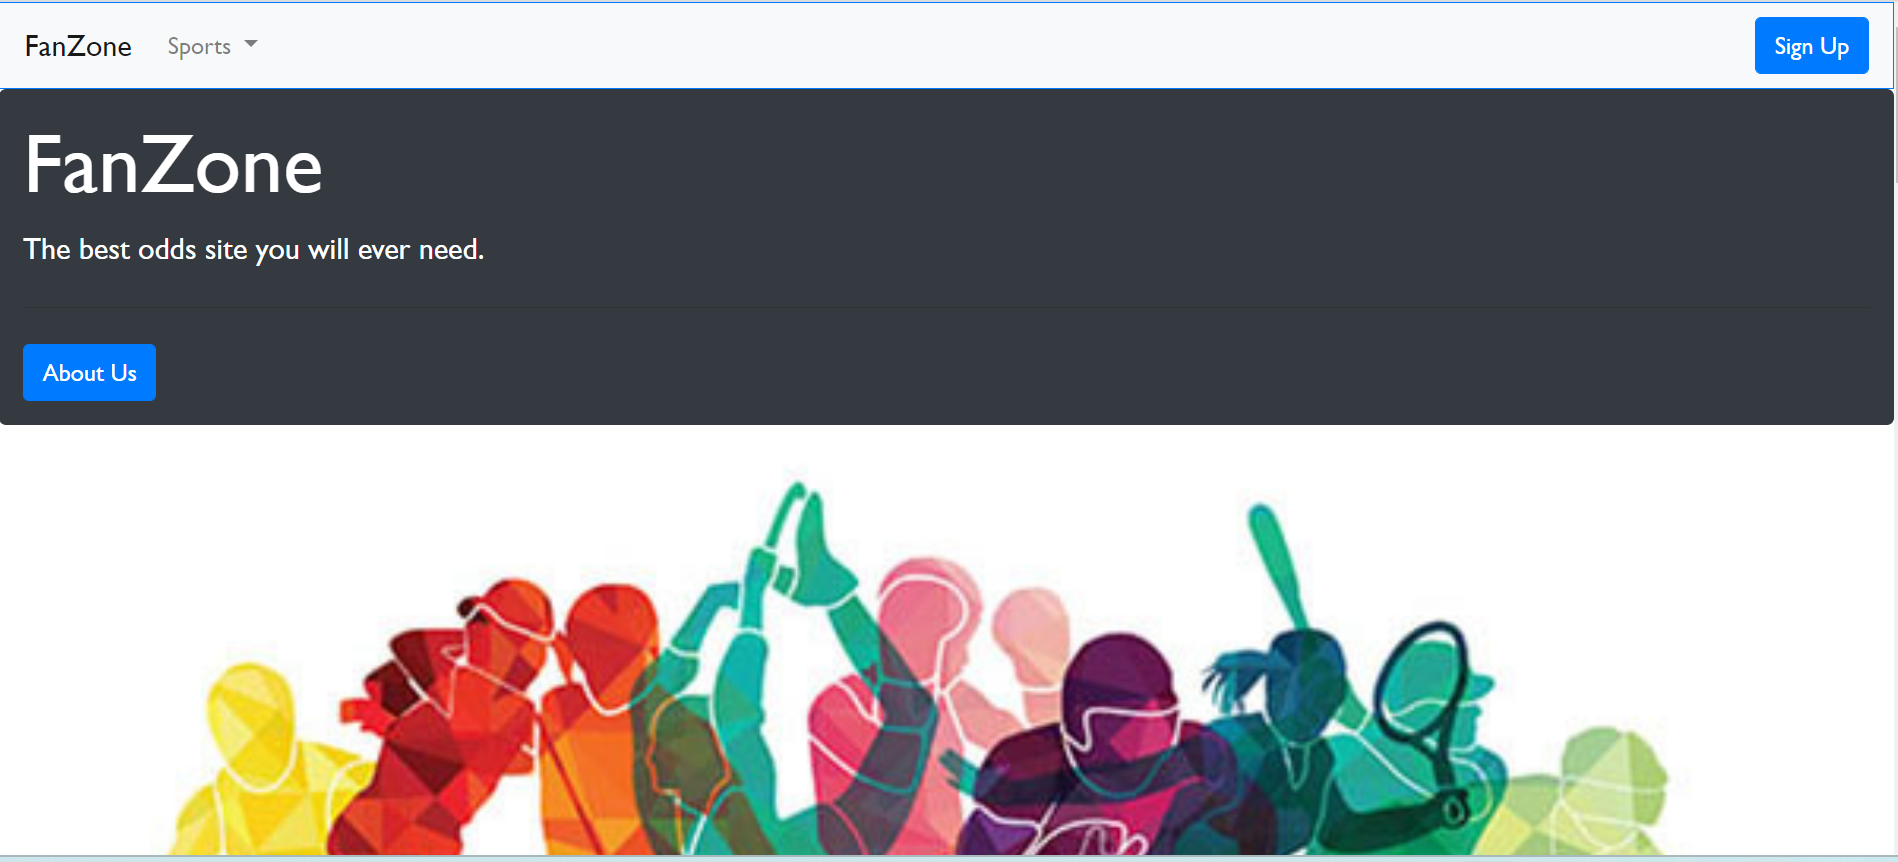 FanZone
Sports
Sign Up
FanZone
The best odds site you will ever need.
About Us